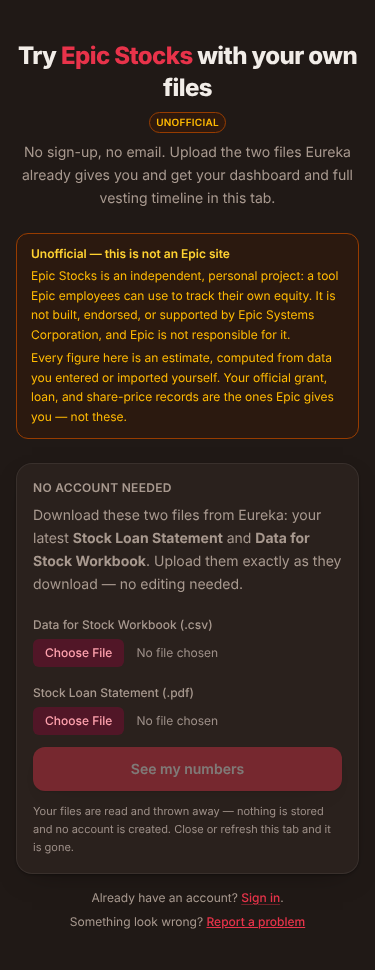 Try Epic Stocks with your own
files
UNOFFICIAL
No sign-up, no email. Upload the two files Eureka
already gives you and get your dashboard and full
vesting timeline in this tab.
Unofficial — this is not an Epic site
Epic Stocks is an independent, personal project: a tool
Epic employees can use to track their own equity. It is
not built, endorsed, or supported by Epic Systems
Corporation, and Epic is not responsible for it.
Every figure here is an estimate, computed from data
you entered or imported yourself. Your official grant,
loan, and share-price records are the ones Epic gives
you — not these.
NO ACCOUNT NEEDED
Download these two files from Eureka: your
latest Stock Loan Statement and Data for
Stock Workbook. Upload them exactly as they
download — no editing needed.
Data for Stock Workbook (.csv)
Choose File No file chosen
Stock Loan Statement (.pdf)
Choose File No file chosen
See my numbers
Your files are read and thrown away — nothing is stored
and no account is created. Close or refresh this tab and it
is gone.
Already have an account? Sign in.
Something look wrong? Report a problem